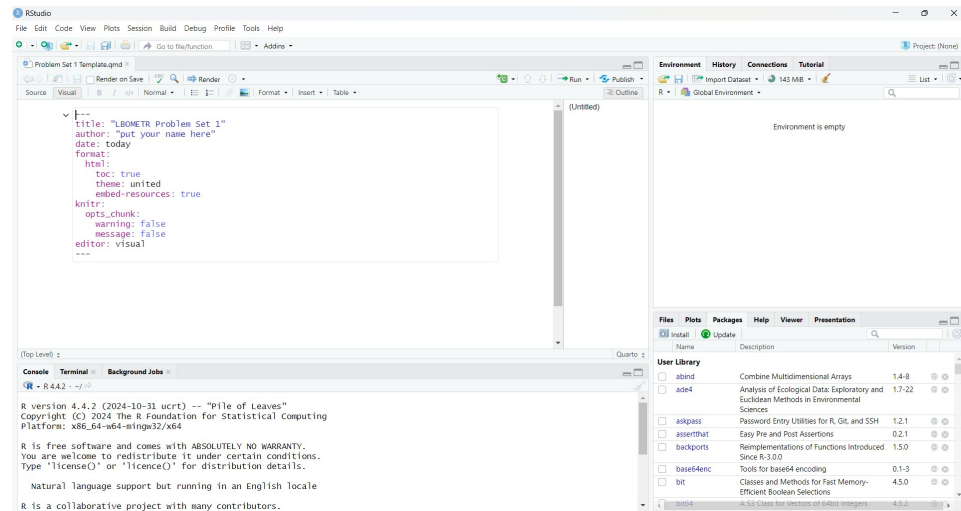 RStudio
File Edit Code View Plots Session Build Debug Profile Tools Help
Go to file/function Addins Project: (None)
Problem Set 1 Template.qmd
Render on Save Render Run Publish
Source Visual B I </> Normal Format Insert Table Outline
---
title: "LBOMETR Problem Set 1"
author: "put your name here"
date: today
format:
  html:
    toc: true
    theme: united
    embed-resources: true
knitr:
  opts_chunk:
    warning: false
    message: false
editor: visual
---
(Untitled)
(Top Level) Quarto
Console Terminal Background Jobs
R 4.4.2 · ~/
R version 4.4.2 (2024-10-31 ucrt) -- "Pile of Leaves"
Copyright (C) 2024 The R Foundation for Statistical Computing
Platform: x86_64-w64-mingw32/x64
R is free software and comes with ABSOLUTELY NO WARRANTY.
You are welcome to redistribute it under certain conditions.
Type 'license()' or 'licence()' for distribution details.
  Natural language support but running in an English locale
R is a collaborative project with many contributors.
Environment History Connections Tutorial
Import Dataset 143 MiB List
R Global Environment
Environment is empty
Files Plots Packages Help Viewer Presentation
Install Update
Name Description Version
User Library
abind Combine Multidimensional Arrays 1.4-8
ade4 Analysis of Ecological Data: Exploratory and 1.7-22
Euclidean Methods in Environmental
Sciences
askpass Password Entry Utilities for R, Git, and SSH 1.2.1
assertthat Easy Pre and Post Assertions 0.2.1
backports Reimplementations of Functions Introduced 1.5.0
Since R-3.0.0
base64enc Tools for base64 encoding 0.1-3
bit Classes and Methods for Fast Memory- 4.5.0
Efficient Boolean Selections
bit64 A S3 Class for Vectors of 64bit Integers 4.5.2